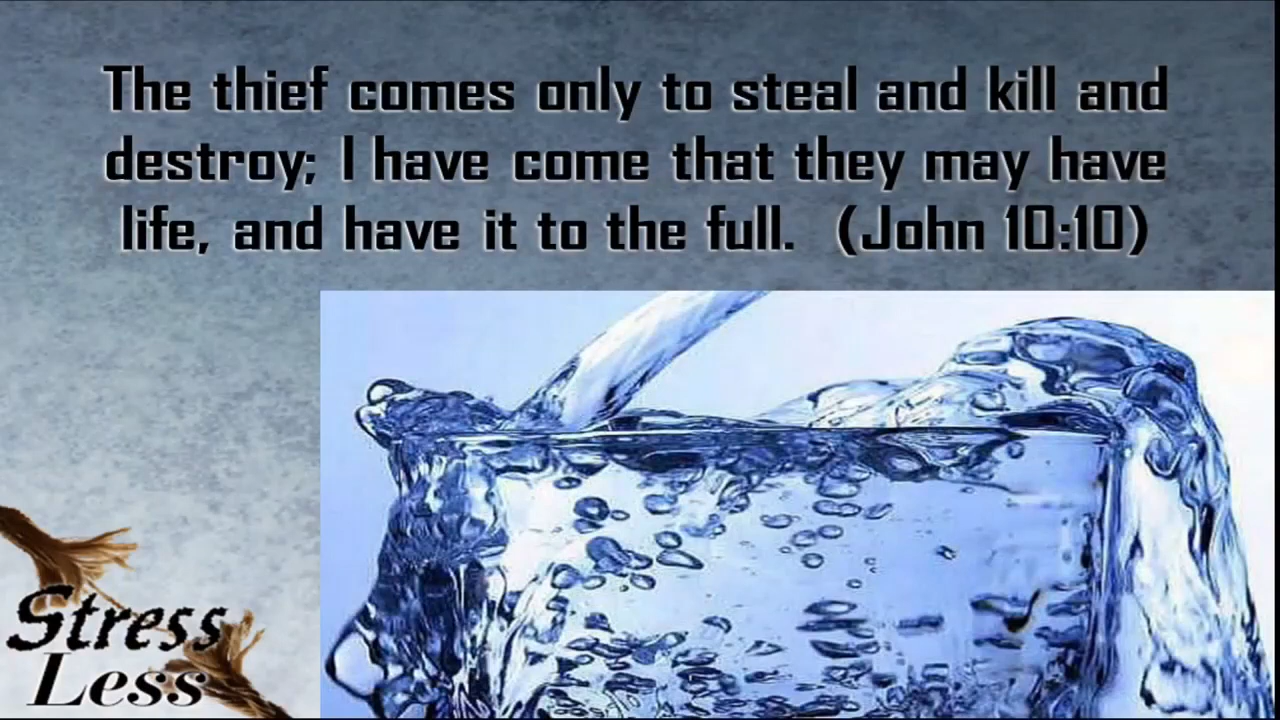 The thief comes only to steal and kill and
destroy; I have come that they may have
life, and have it to the full.  (John 10:10)
Stress
Less